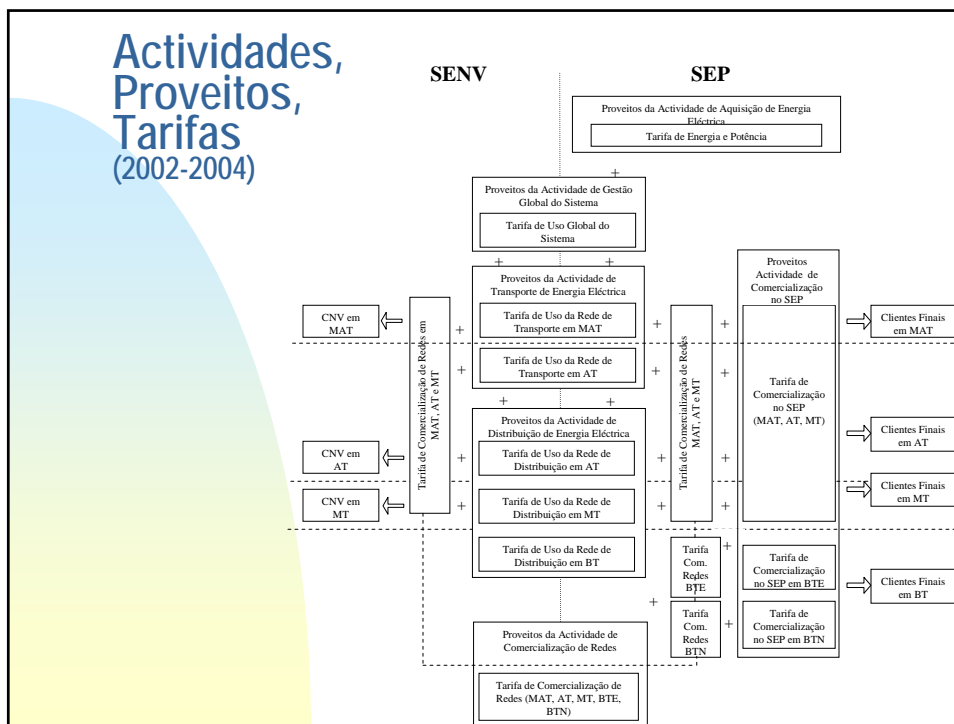 Actividades,
Proveitos,
Tarifas
(2002-2004)
SENV
SEP
Proveitos da Actividade de Aquisição de Energia
Eléctrica
Tarifa de Energia e Potência
+
Proveitos da Actividade de Gestão
Global do Sistema
Tarifa de Uso Global do
Sistema
+ +
Proveitos da Actividade de
Transporte de Energia Eléctrica
Tarifa de Uso da Rede de
Transporte em MAT
Tarifa de Uso da Rede de
Transporte em AT
+ +
Proveitos da Actividade de
Distribuição de Energia Eléctrica
Tarifa de Uso da Rede de
Distribuição em AT
Tarifa de Uso da Rede de
Distribuição em MT
Tarifa de Uso da Rede de
Distribuição em BT
CNV em
MAT
CNV em
AT
CNV em
MT
Tarifa de Comercialização de Redes em
MAT, AT e MT
+
+
+
+
+
+
+
+
Tarifa de Comercialização de Redes
MAT, AT e MT
+
+
+
+
Proveitos
Actividade de
Comercialização
no SEP
Tarifa de
Comercialização
no SEP
(MAT, AT, MT)
Clientes Finais
em MAT
Clientes Finais
em AT
Clientes Finais
em MT
Tarifa
Com.
Redes
BTE
+
Tarifa de
Comercialização
no SEP em BTE
Clientes Finais
em BT
+
Tarifa
Com.
Redes
BTN
+
Tarifa de
Comercialização
no SEP em BTN
Proveitos da Actividade de
Comercialização de Redes
Tarifa de Comercialização de
Redes (MAT, AT, MT, BTE,
BTN)